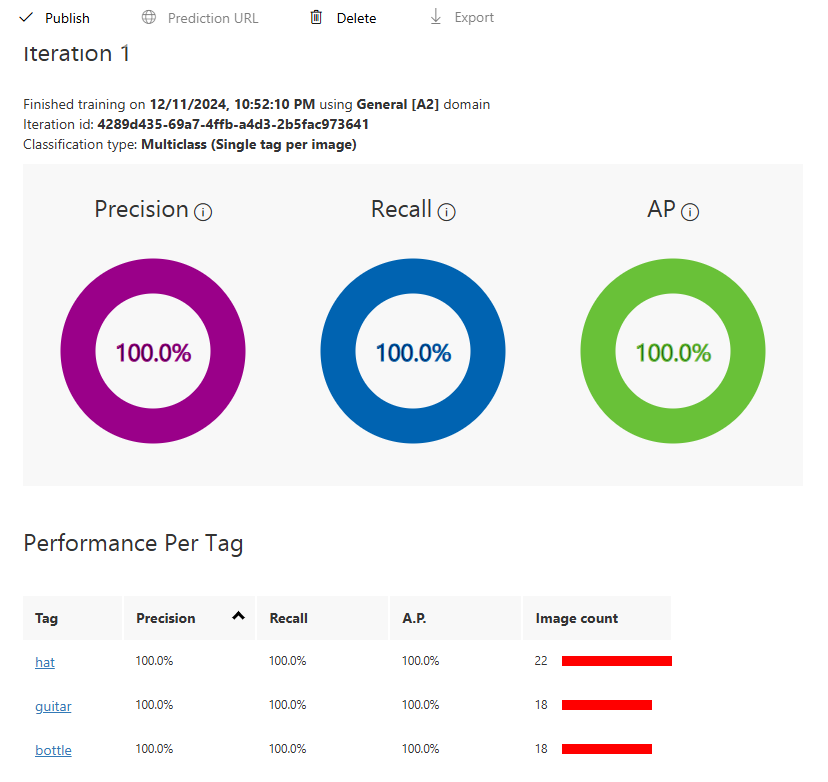 Publish Prediction URL Delete Export
Iteration 1
Finished training on 12/11/2024, 10:52:10 PM using General [A2] domain
Iteration id: 4289d435-69a7-4ffb-a4d3-2b5fac973641
Classification type: Multiclass (Single tag per image)
Precision Recall AP
100.0% 100.0% 100.0%
Performance Per Tag
Tag Precision Recall A.P. Image count
hat 100.0% 100.0% 100.0% 22
guitar 100.0% 100.0% 100.0% 18
bottle 100.0% 100.0% 100.0% 18